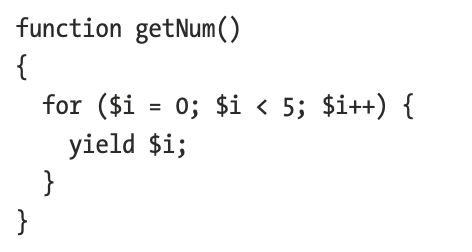 function getNum()
{
  for ($i = 0; $i < 5; $i++) {
    yield $i;
  }
}